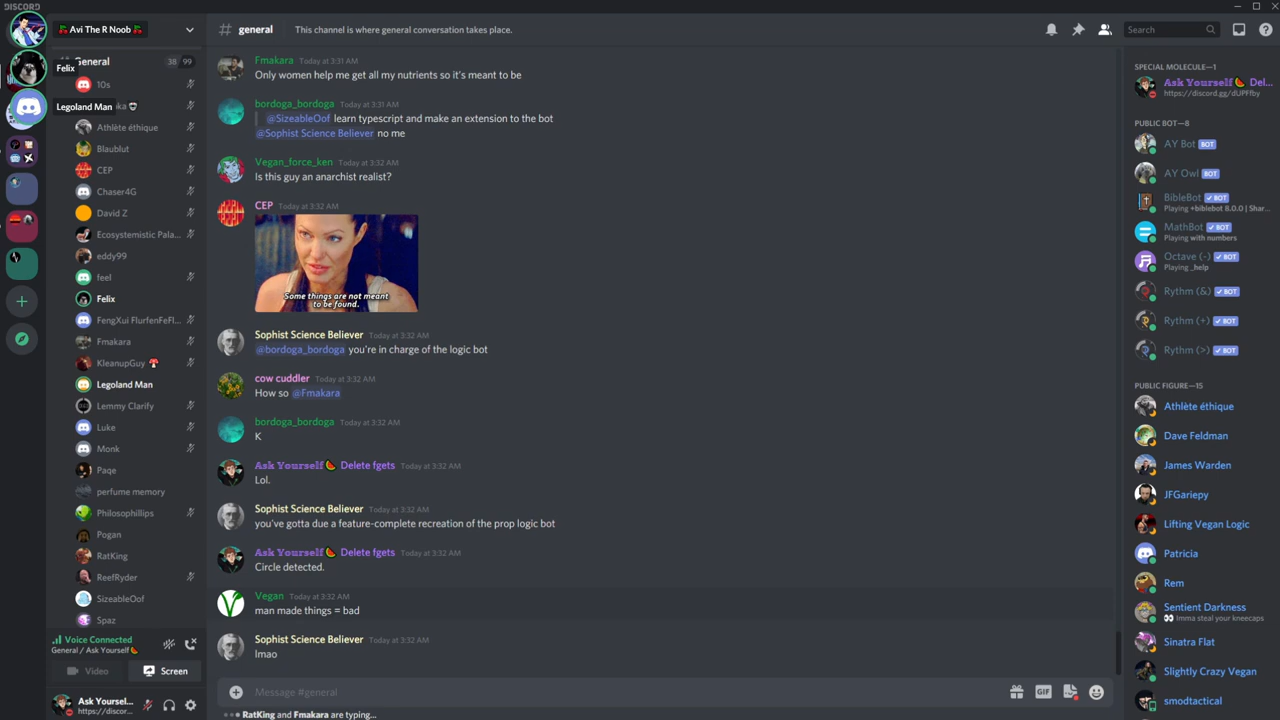 DISCORD
Avi The R Noob
# general
This channel is where general conversation takes place.
Search
Felix
Legoland Man
General
38 99
10s
Athlète éthique
Blaublut
CEP
Chaser4G
David Z
Ecosystemistic Pala...
eddy99
feel
Felix
FengXui FlurfenFeFl...
Fmakara
KleanupGuy
Legoland Man
Lemmy Clarify
Luke
Monk
Paqe
perfume memory
Philosophillips
Pogan
RatKing
ReefRyder
SizeableOof
Spaz
Voice Connected
General / Ask Yourself
Video
Screen
Ask Yoursel...
https://discor...
Fmakara Today at 3:31 AM
Only women help me get all my nutrients so it's meant to be
bordoga_bordoga Today at 3:31 AM
@SizeableOof learn typescript and make an extension to the bot
@Sophist Science Believer no me
Vegan_force_ken Today at 3:32 AM
Is this guy an anarchist realist?
CEP Today at 3:32 AM
Some things are not meant
to be found.
Sophist Science Believer Today at 3:32 AM
@bordoga_bordoga you're in charge of the logic bot
cow cuddler Today at 3:32 AM
How so @Fmakara
bordoga_bordoga Today at 3:32 AM
K
Ask Yourself Delete fgets Today at 3:32 AM
Lol.
Sophist Science Believer Today at 3:32 AM
you've gotta due a feature-complete recreation of the prop logic bot
Ask Yourself Delete fgets Today at 3:32 AM
Circle detected.
Vegan Today at 3:32 AM
man made things = bad
Sophist Science Believer Today at 3:32 AM
lmao
Message #general
GIF
RatKing and Fmakara are typing...
SPECIAL MOLECULE—1
Ask Yourself Del...
https://discord.gg/dUPFfby
PUBLIC BOT—8
AY Bot BOT
AY Owl BOT
BibleBot BOT
Playing +biblebot 8.0.0 | Shar...
MathBot BOT
Playing with numbers
Octave (-) BOT
Playing _help
Rythm (&) BOT
Rythm (+) BOT
Rythm (>) BOT
PUBLIC FIGURE—15
Athlète éthique
Dave Feldman
James Warden
JFGariepy
Lifting Vegan Logic
Patricia
Rem
Sentient Darkness
Imma steal your kneecaps
Sinatra Flat
Slightly Crazy Vegan
smodtactical